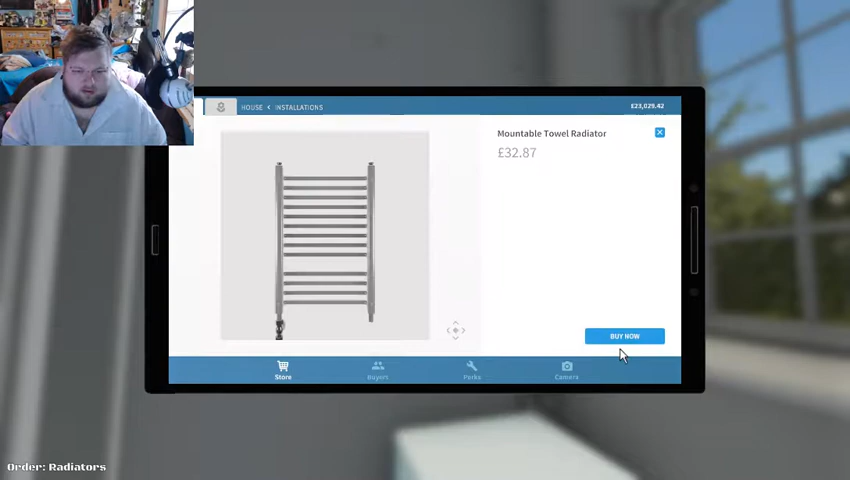 HOUSE < INSTALLATIONS
£23,029.42
Mountable Towel Radiator
£32.87
BUY NOW
Store
Buyers
Perks
Camera
Order: Radiators